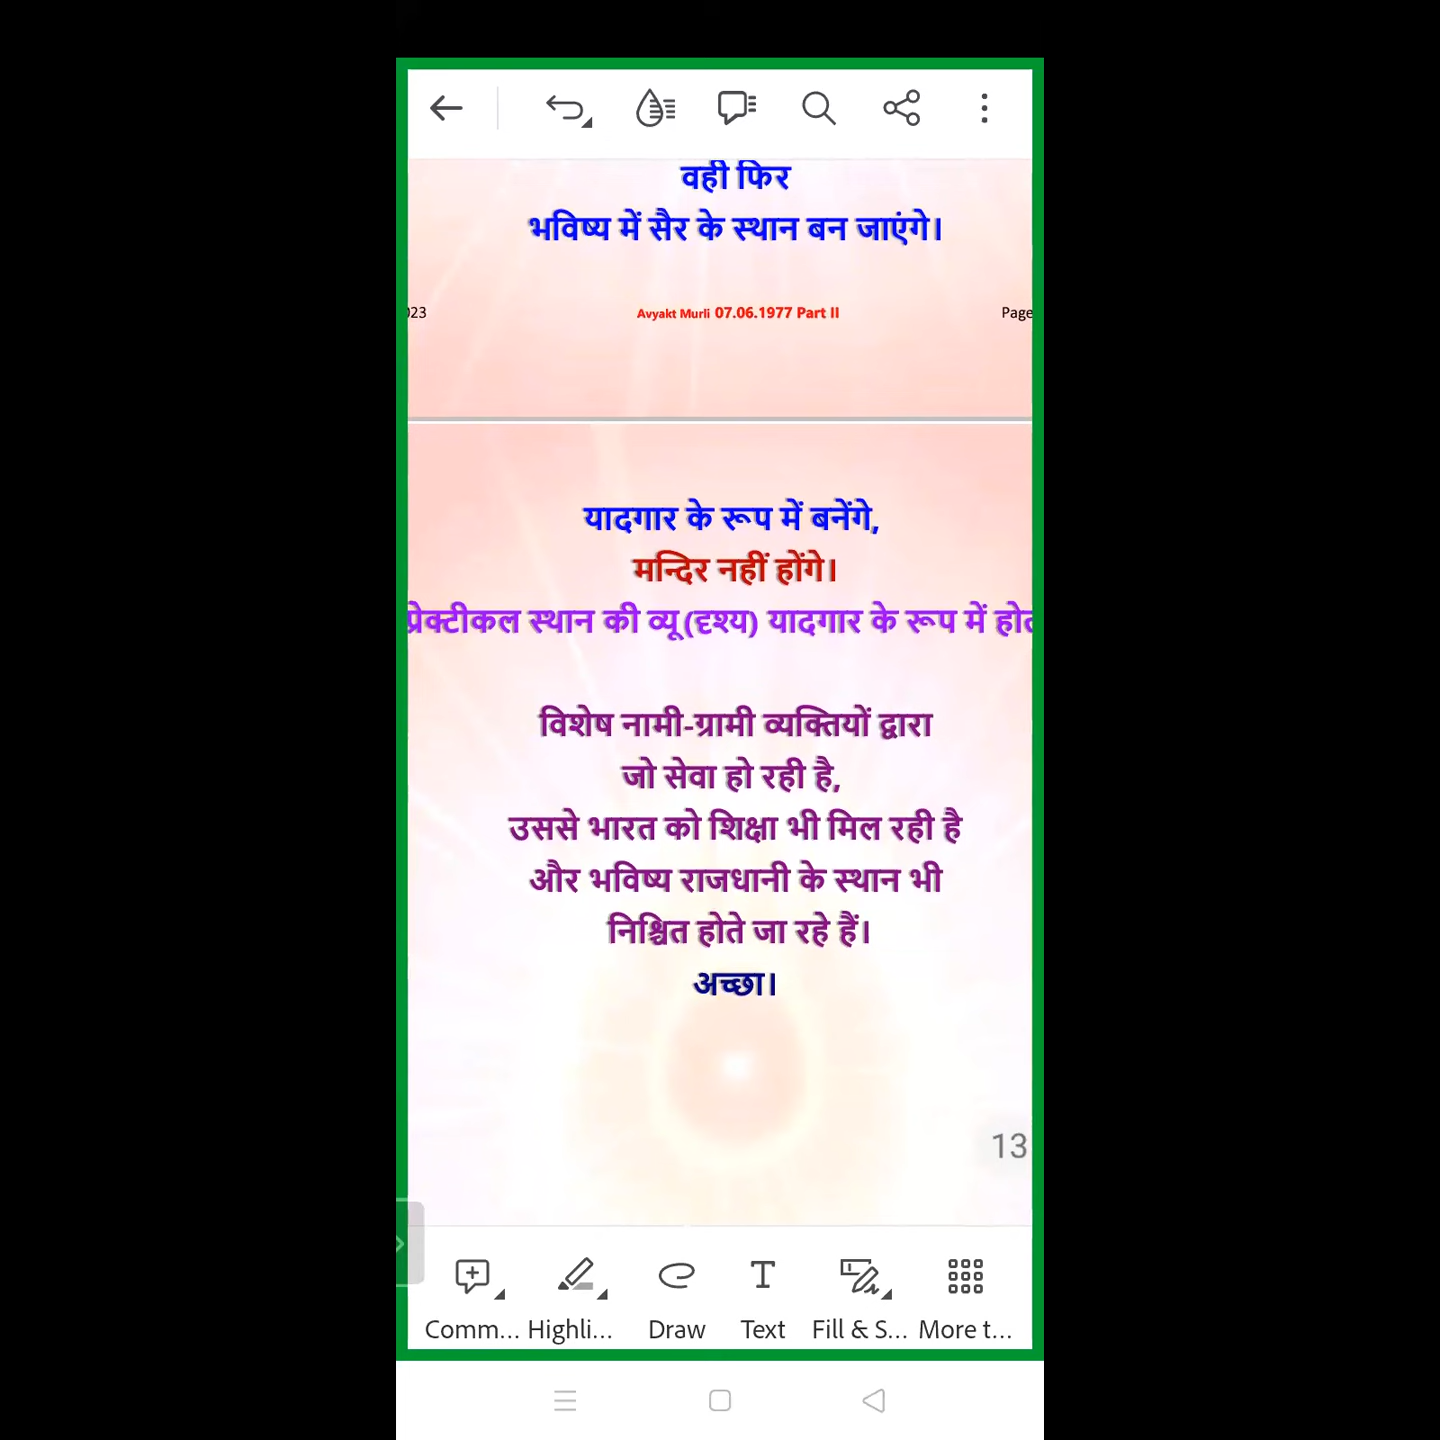 वही फिर
भविष्य में सैर के स्थान बन जाएंगे।
023 Avyakt Murli 07.06.1977 Part II Page
यादगार के रूप में बनेंगे,
मन्दिर नहीं होंगे।
प्रेक्टीकल स्थान की व्यू (दृश्य) यादगार के रूप में
विशेष नामी-ग्रामी व्यक्तियों द्वारा
जो सेवा हो रही है,
उससे भारत को शिक्षा भी मिल रही है
और भविष्य राजधानी के स्थान भी
निश्चित होते जा रहे हैं।
अच्छा।
13
Comm... Highli... Draw Text Fill & S... More t...